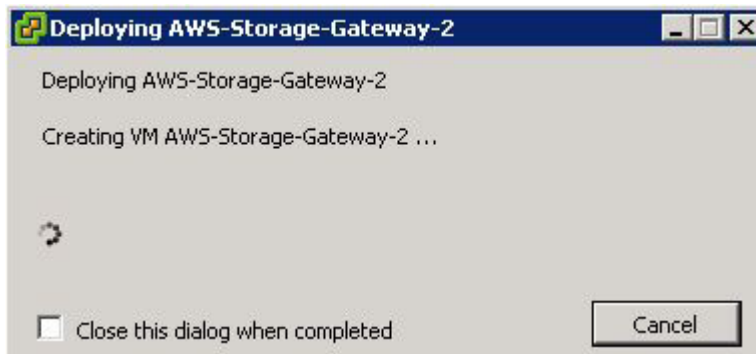 Deploying AWS-Storage-Gateway-2
Deploying AWS-Storage-Gateway-2
Creating VM AWS-Storage-Gateway-2 ...
Close this dialog when completed
Cancel